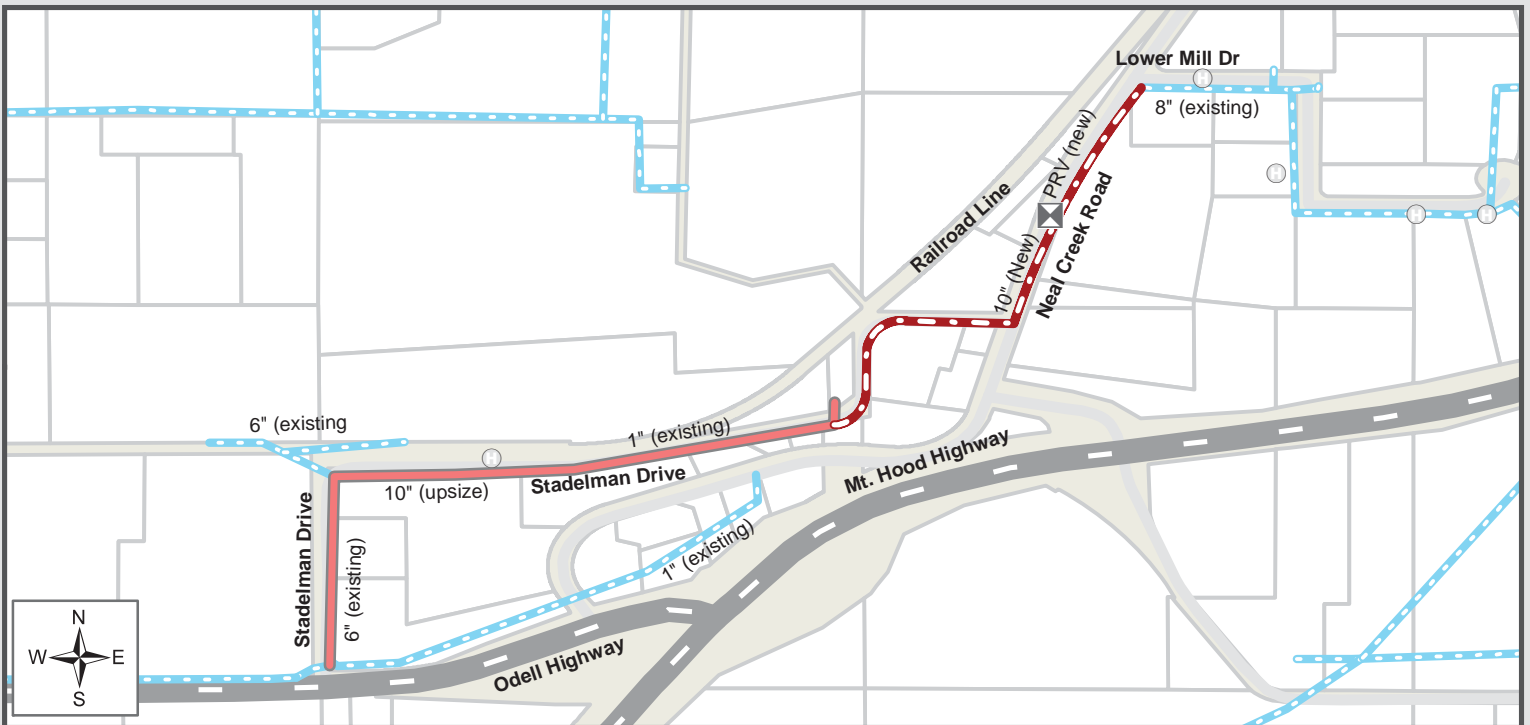 Lower Mill Dr
8" (existing)
PRV (new)
10" (New)
Neal Creek Road
Railroad Line
H
H
H
H
6" (existing
1" (existing)
H
10" (upsize)
Stadelman Drive
Mt. Hood Highway
Stadelman Drive
6" (existing)
1" (existing)
Odell Highway
N
W
E
S